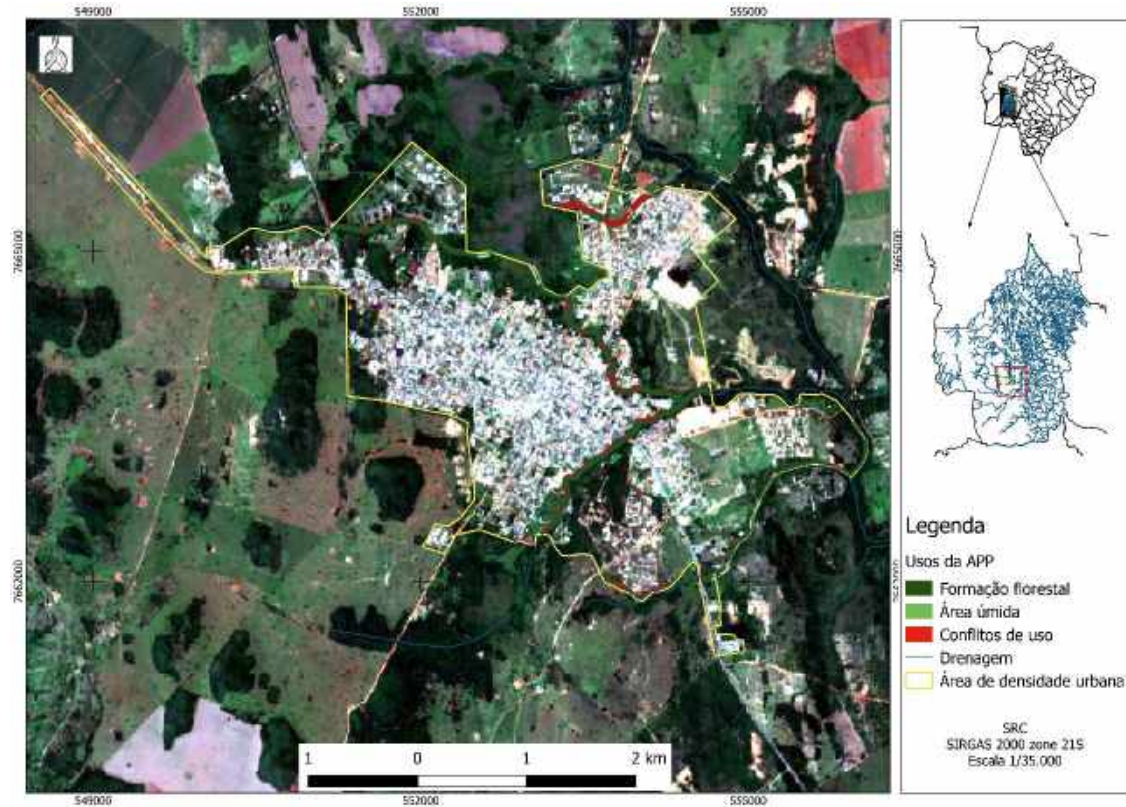 549000
552000
555000
7665000
7665000
7662000
Legenda
Usos da APP
Formação florestal
Área úmida
Conflitos de uso
Drenagem
Área de densidade urbana
SRC
SIRGAS 2000 zone 21S
Escala 1/35.000
1 0 1 2 km
549000
552000
555000